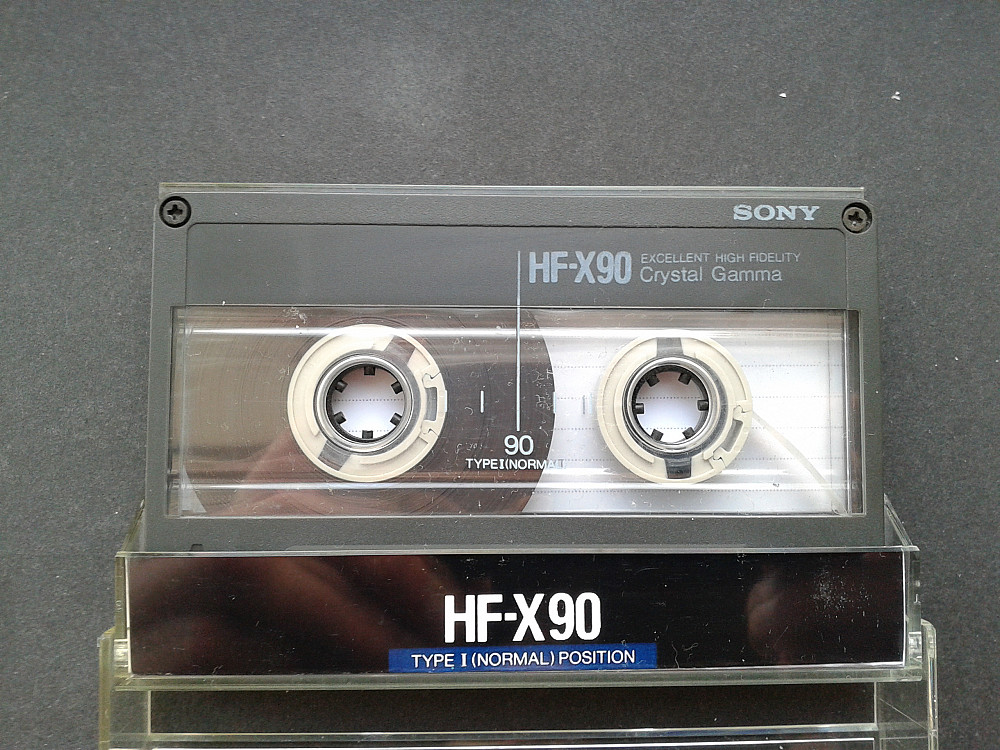 SONY
HF-X90 EXCELLENT HIGH FIDELITY
Crystal Gamma
90
TYPE I (NORMAL)
HF-X90
TYPE I (NORMAL) POSITION